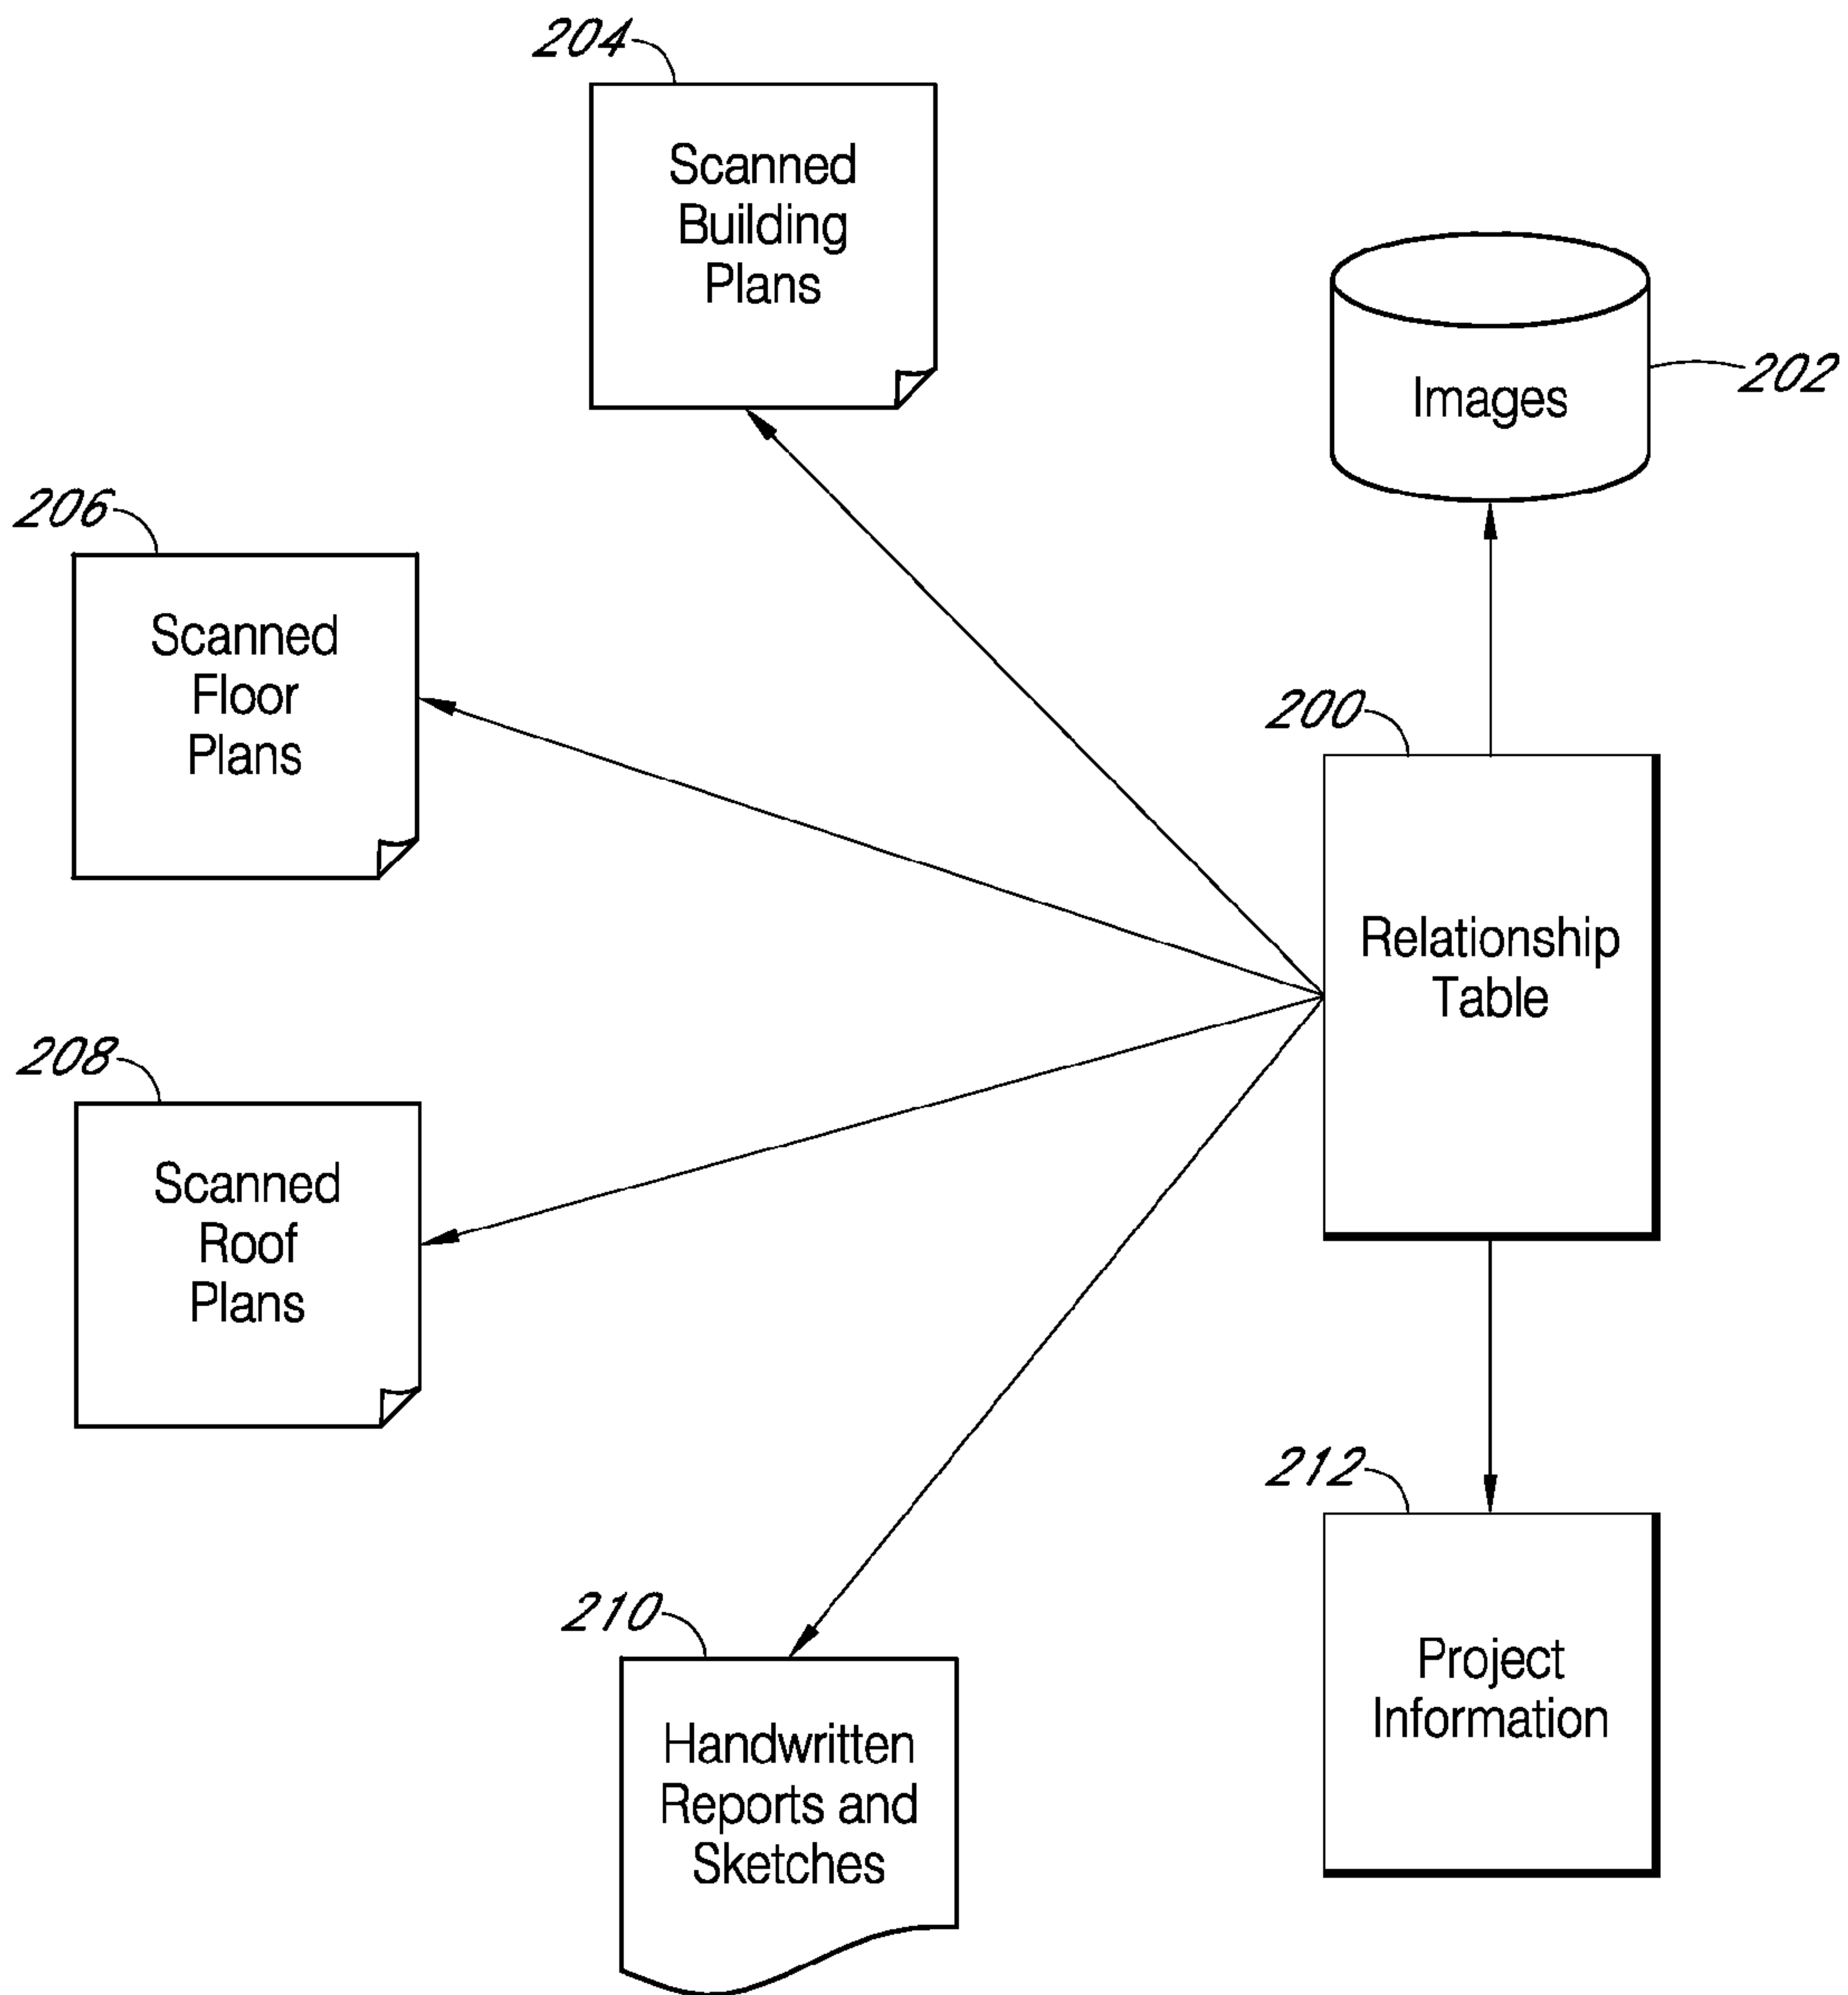 204
Scanned
Building
Plans
Images
202
206
Scanned
Floor
Plans
200
Relationship
Table
208
Scanned
Roof
Plans
212
Project
Information
210
Handwritten
Reports and
Sketches